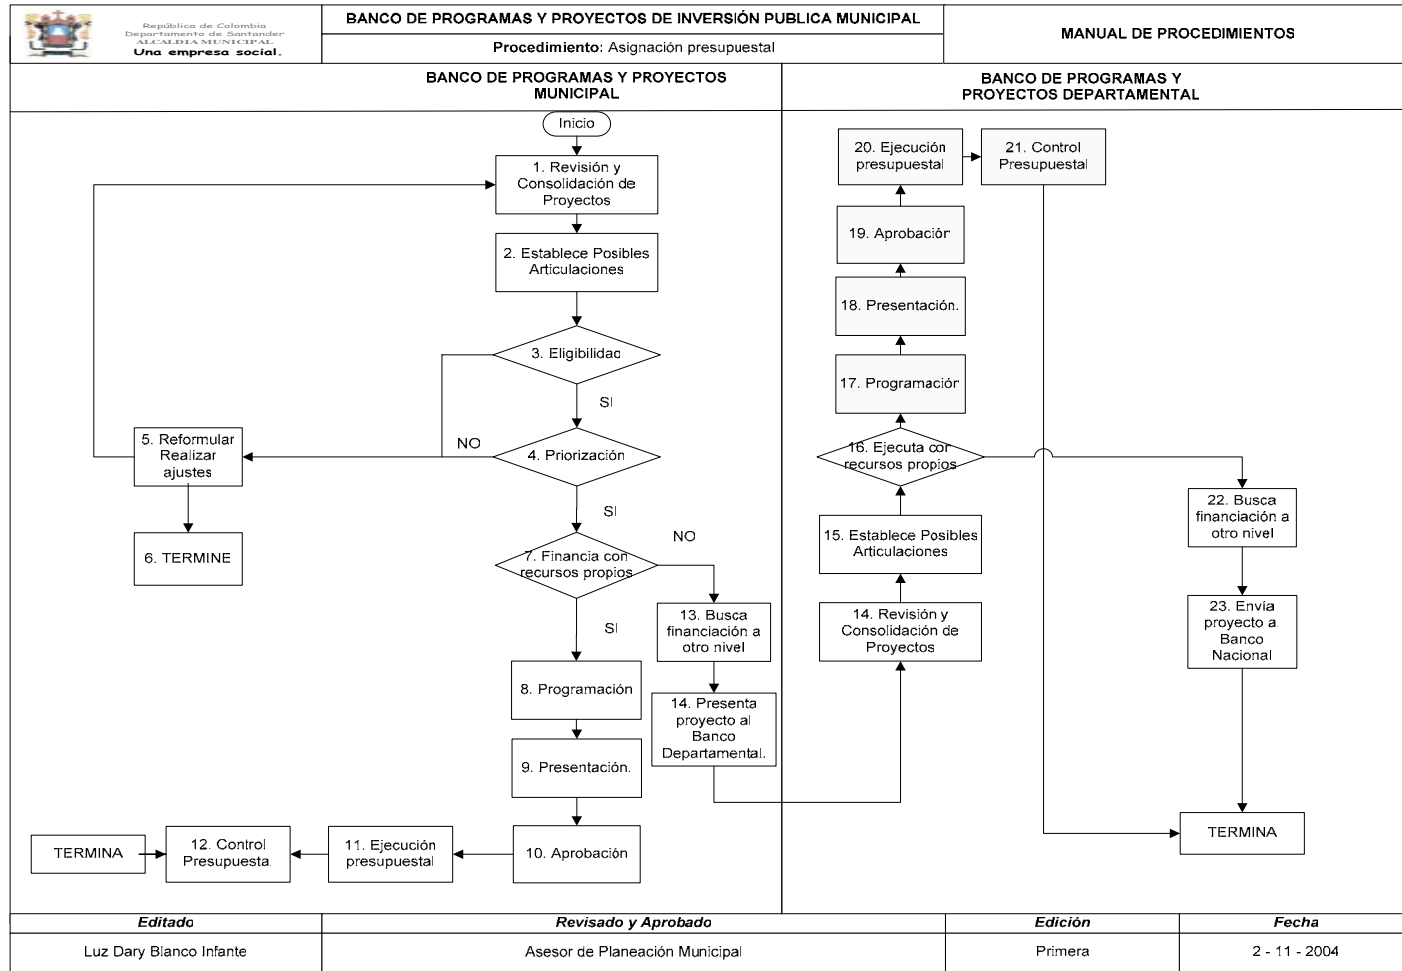 República de Colombia
Departamento de Santander
ALCALDIA MUNICIPAL
Una empresa social.
BANCO DE PROGRAMAS Y PROYECTOS DE INVERSIÓN PUBLICA MUNICIPAL
Procedimiento: Asignación presupuestal
MANUAL DE PROCEDIMIENTOS
BANCO DE PROGRAMAS Y PROYECTOS
MUNICIPAL
BANCO DE PROGRAMAS Y
PROYECTOS DEPARTAMENTAL
Inicio
1. Revisión y
Consolidación de
Proyectos
2. Establece Posibles
Articulaciones
3. Eligibilidad
SI
NO
4. Priorización
5. Reformular
Realizar
ajustes
6. TERMINE
SI
NO
7. Financia con
recursos propios
SI
13. Busca
financiación a
otro nivel
8. Programación
14. Presenta
proyecto al
Banco
Departamental.
9. Presentación.
10. Aprobación
11. Ejecución
presupuestal
12. Control
Presupuesta.
TERMINA
20. Ejecución
presupuestal
21. Control
Presupuestal
19. Aprobación
18. Presentación.
17. Programación
16. Ejecuta con
recursos propios
15. Establece Posibles
Articulaciones
14. Revisión y
Consolidación de
Proyectos
22. Busca
financiación a
otro nivel
23. Envía
proyecto a
Banco
Nacional
TERMINA
Editado
Revisado y Aprobado
Edición
Fecha
Luz Dary Blanco Infante
Asesor de Planeación Municipal
Primera
2 - 11 - 2004